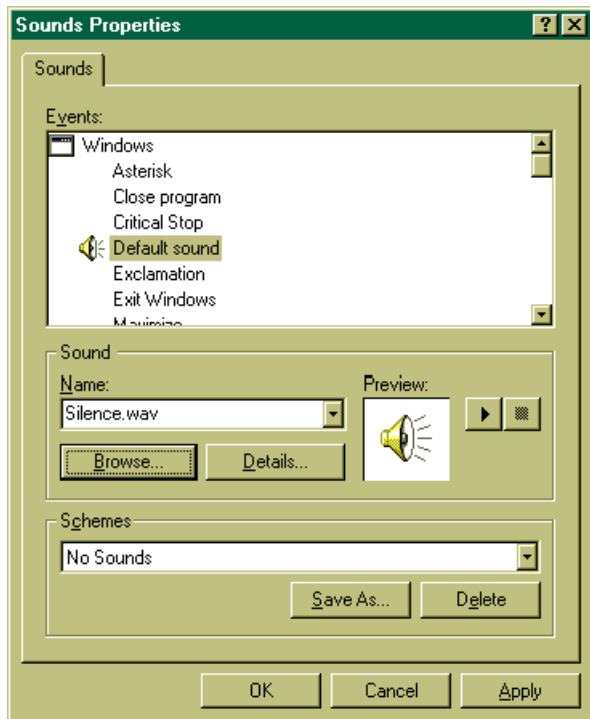 Sounds Properties
Sounds
Events:
Windows
Asterisk
Close program
Critical Stop
Default sound
Exclamation
Exit Windows
Maximize
Sound
Name:
Preview:
Silence.wav
Browse... Details...
Schemes
No Sounds
Save As... Delete
OK Cancel Apply